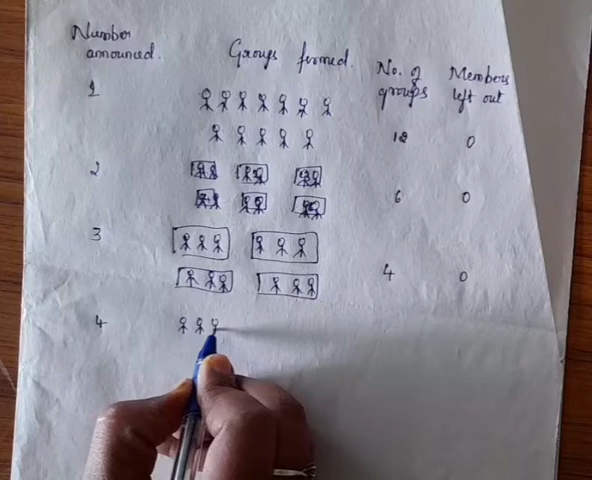 Number announced.
Groups formed.
No. of groups
Members left out
1
12 0
2
6 0
3
4 0
4